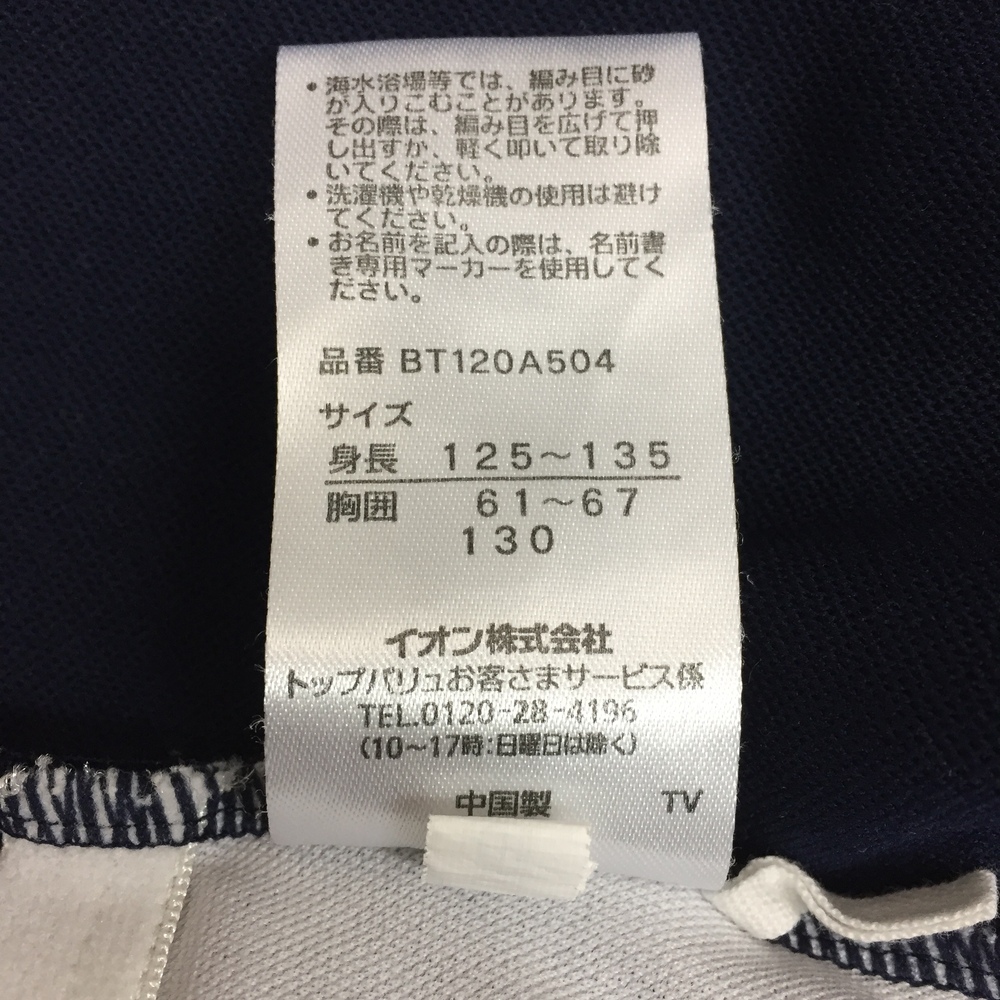 ・海水浴場等では、編み目に砂
が入りこむことがあります。
その際は、編み目を広げて押
し出すか、軽く叩いて取り除
いてください。
・洗濯機や乾燥機の使用は避け
てください。
・お名前を記入の際は、名前書
き専用マーカーを使用してく
ださい。
品番 BT120A504
サイズ
身長 125～135
胸囲 61～67
130
イオン株式会社
トップバリュお客さまサービス係
TEL.0120-28-4196
(10～17時:日曜日は除く)
中国製 TV